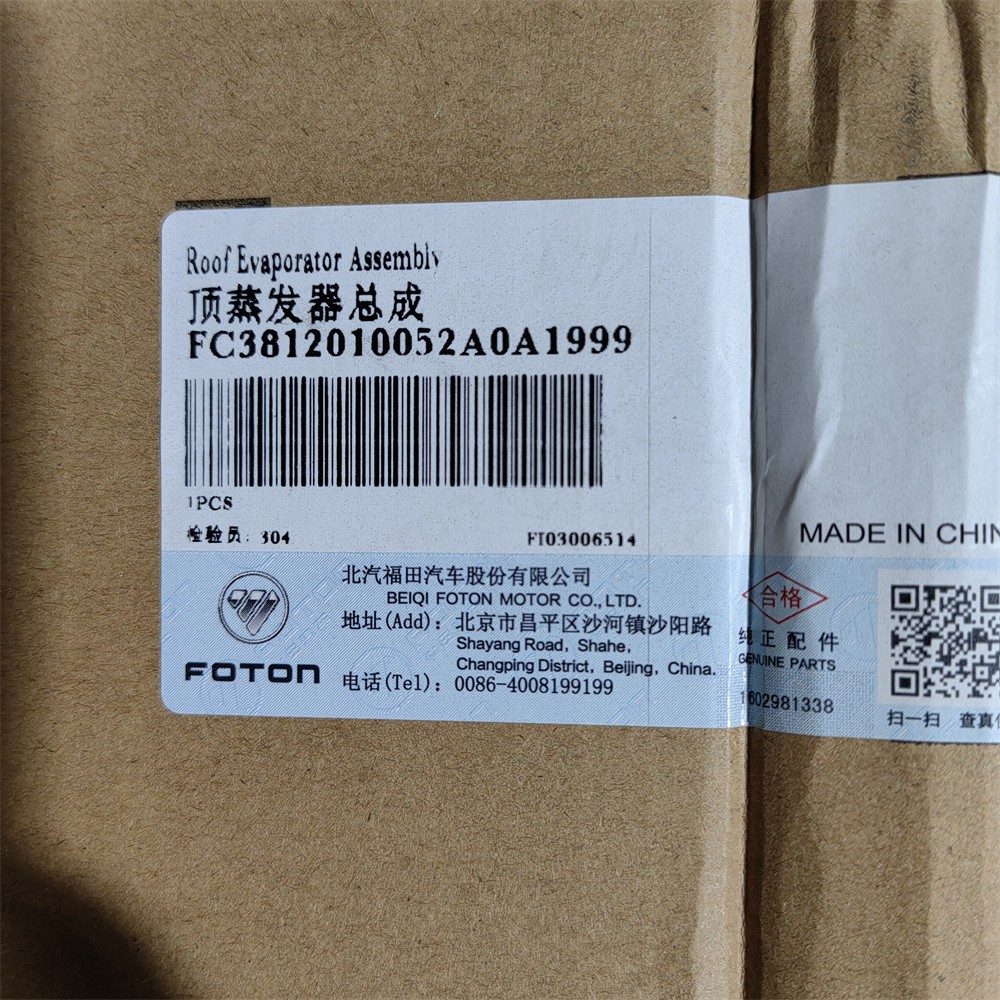 Roof Evaporator Assembly
顶蒸发器总成
FC3812010052A0A1999
1PCS
检验员: 304
FT03006514
MADE IN CHIN
北汽福田汽车股份有限公司
BEIQI FOTON MOTOR CO.,LTD.
地址(Add): 北京市昌平区沙河镇沙阳路
Shayang Road, Shahe,
Changping District, Beijing, China.
电话(Tel): 0086-4008199199
FOTON
合格
纯正配件
GENUINE PARTS
1602981338
扫一扫 查真